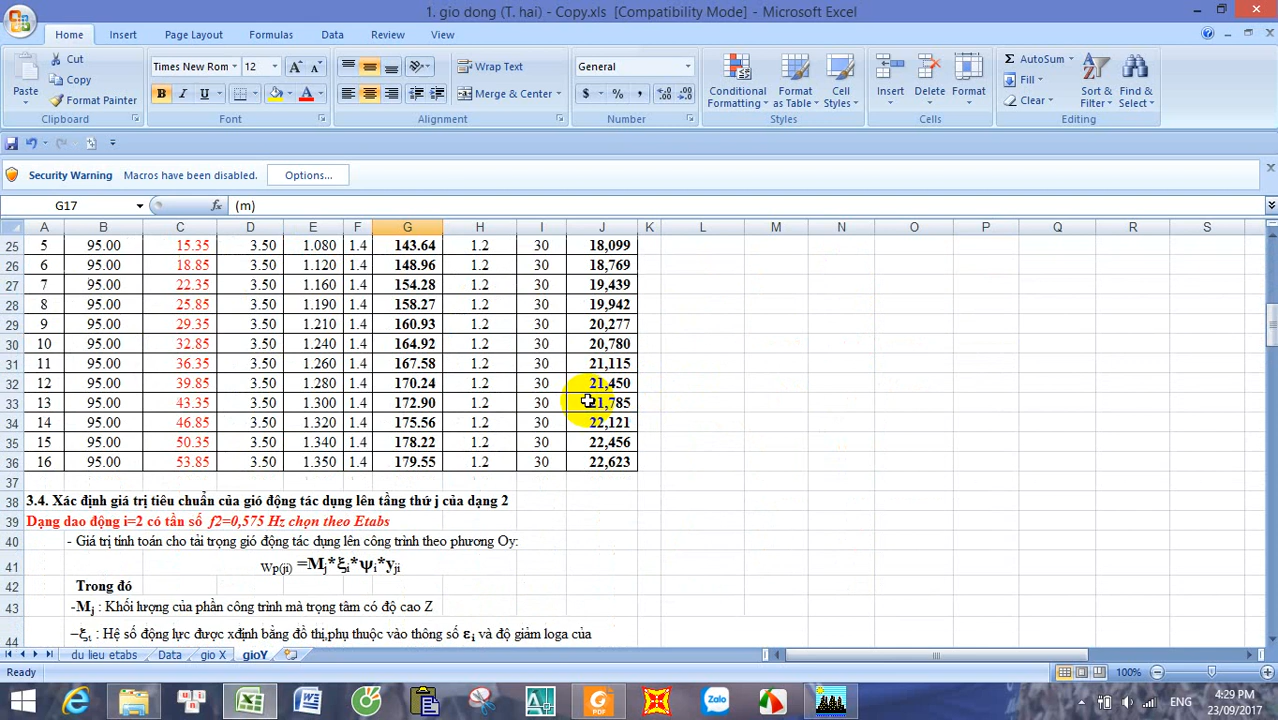 1. gio dong (T. hai) - Copy.xls [Compatibility Mode] - Microsoft Excel
Home Insert Page Layout Formulas Data Review View
Paste Cut Copy Format Painter Clipboard
Times New Rom 12 B I U A A A Font
Wrap Text Merge & Center Alignment
General $ % , Number
Conditional Formatting Format as Table Cell Styles Styles
Insert Delete Format Cells
Σ AutoSum Fill Clear Sort & Filter Find & Select Editing
Security Warning Macros have been disabled. Options...
G17 fx (m)
A B C D E F G H I J K L M N O P Q R S
25 5 95.00 15.35 3.50 1.080 1.4 143.64 1.2 30 18,099
26 6 95.00 18.85 3.50 1.120 1.4 148.96 1.2 30 18,769
27 7 95.00 22.35 3.50 1.160 1.4 154.28 1.2 30 19,439
28 8 95.00 25.85 3.50 1.190 1.4 158.27 1.2 30 19,942
29 9 95.00 29.35 3.50 1.210 1.4 160.93 1.2 30 20,277
30 10 95.00 32.85 3.50 1.240 1.4 164.92 1.2 30 20,780
31 11 95.00 36.35 3.50 1.260 1.4 167.58 1.2 30 21,115
32 12 95.00 39.85 3.50 1.280 1.4 170.24 1.2 30 21,450
33 13 95.00 43.35 3.50 1.300 1.4 172.90 1.2 30 21,785
34 14 95.00 46.85 3.50 1.320 1.4 175.56 1.2 30 22,121
35 15 95.00 50.35 3.50 1.340 1.4 178.22 1.2 30 22,456
36 16 95.00 53.85 3.50 1.350 1.4 179.55 1.2 30 22,623
37
38 3.4. Xác định giá trị tiêu chuẩn của gió động tác dụng lên tầng thứ j của dạng 2
39 Dạng dao động i=2 có tần số f2=0,575 Hz chọn theo Etabs
40 - Giá trị tính toán cho tải trọng gió động tác dụng lên công trình theo phương Oy:
41 Wp(ji) =Mj*ξi*ψi*yji
42 Trong đó
43 -Mj : Khối lượng của phần công trình mà trọng tâm có độ cao Z
44 –ξi : Hệ số động lực được xđịnh bằng đồ thị,phụ thuộc vào thông số εi và độ giảm loga của
du lieu etabs Data gio X gioY
Ready 100%
ENG 4:29 PM
23/09/2017
Zalo